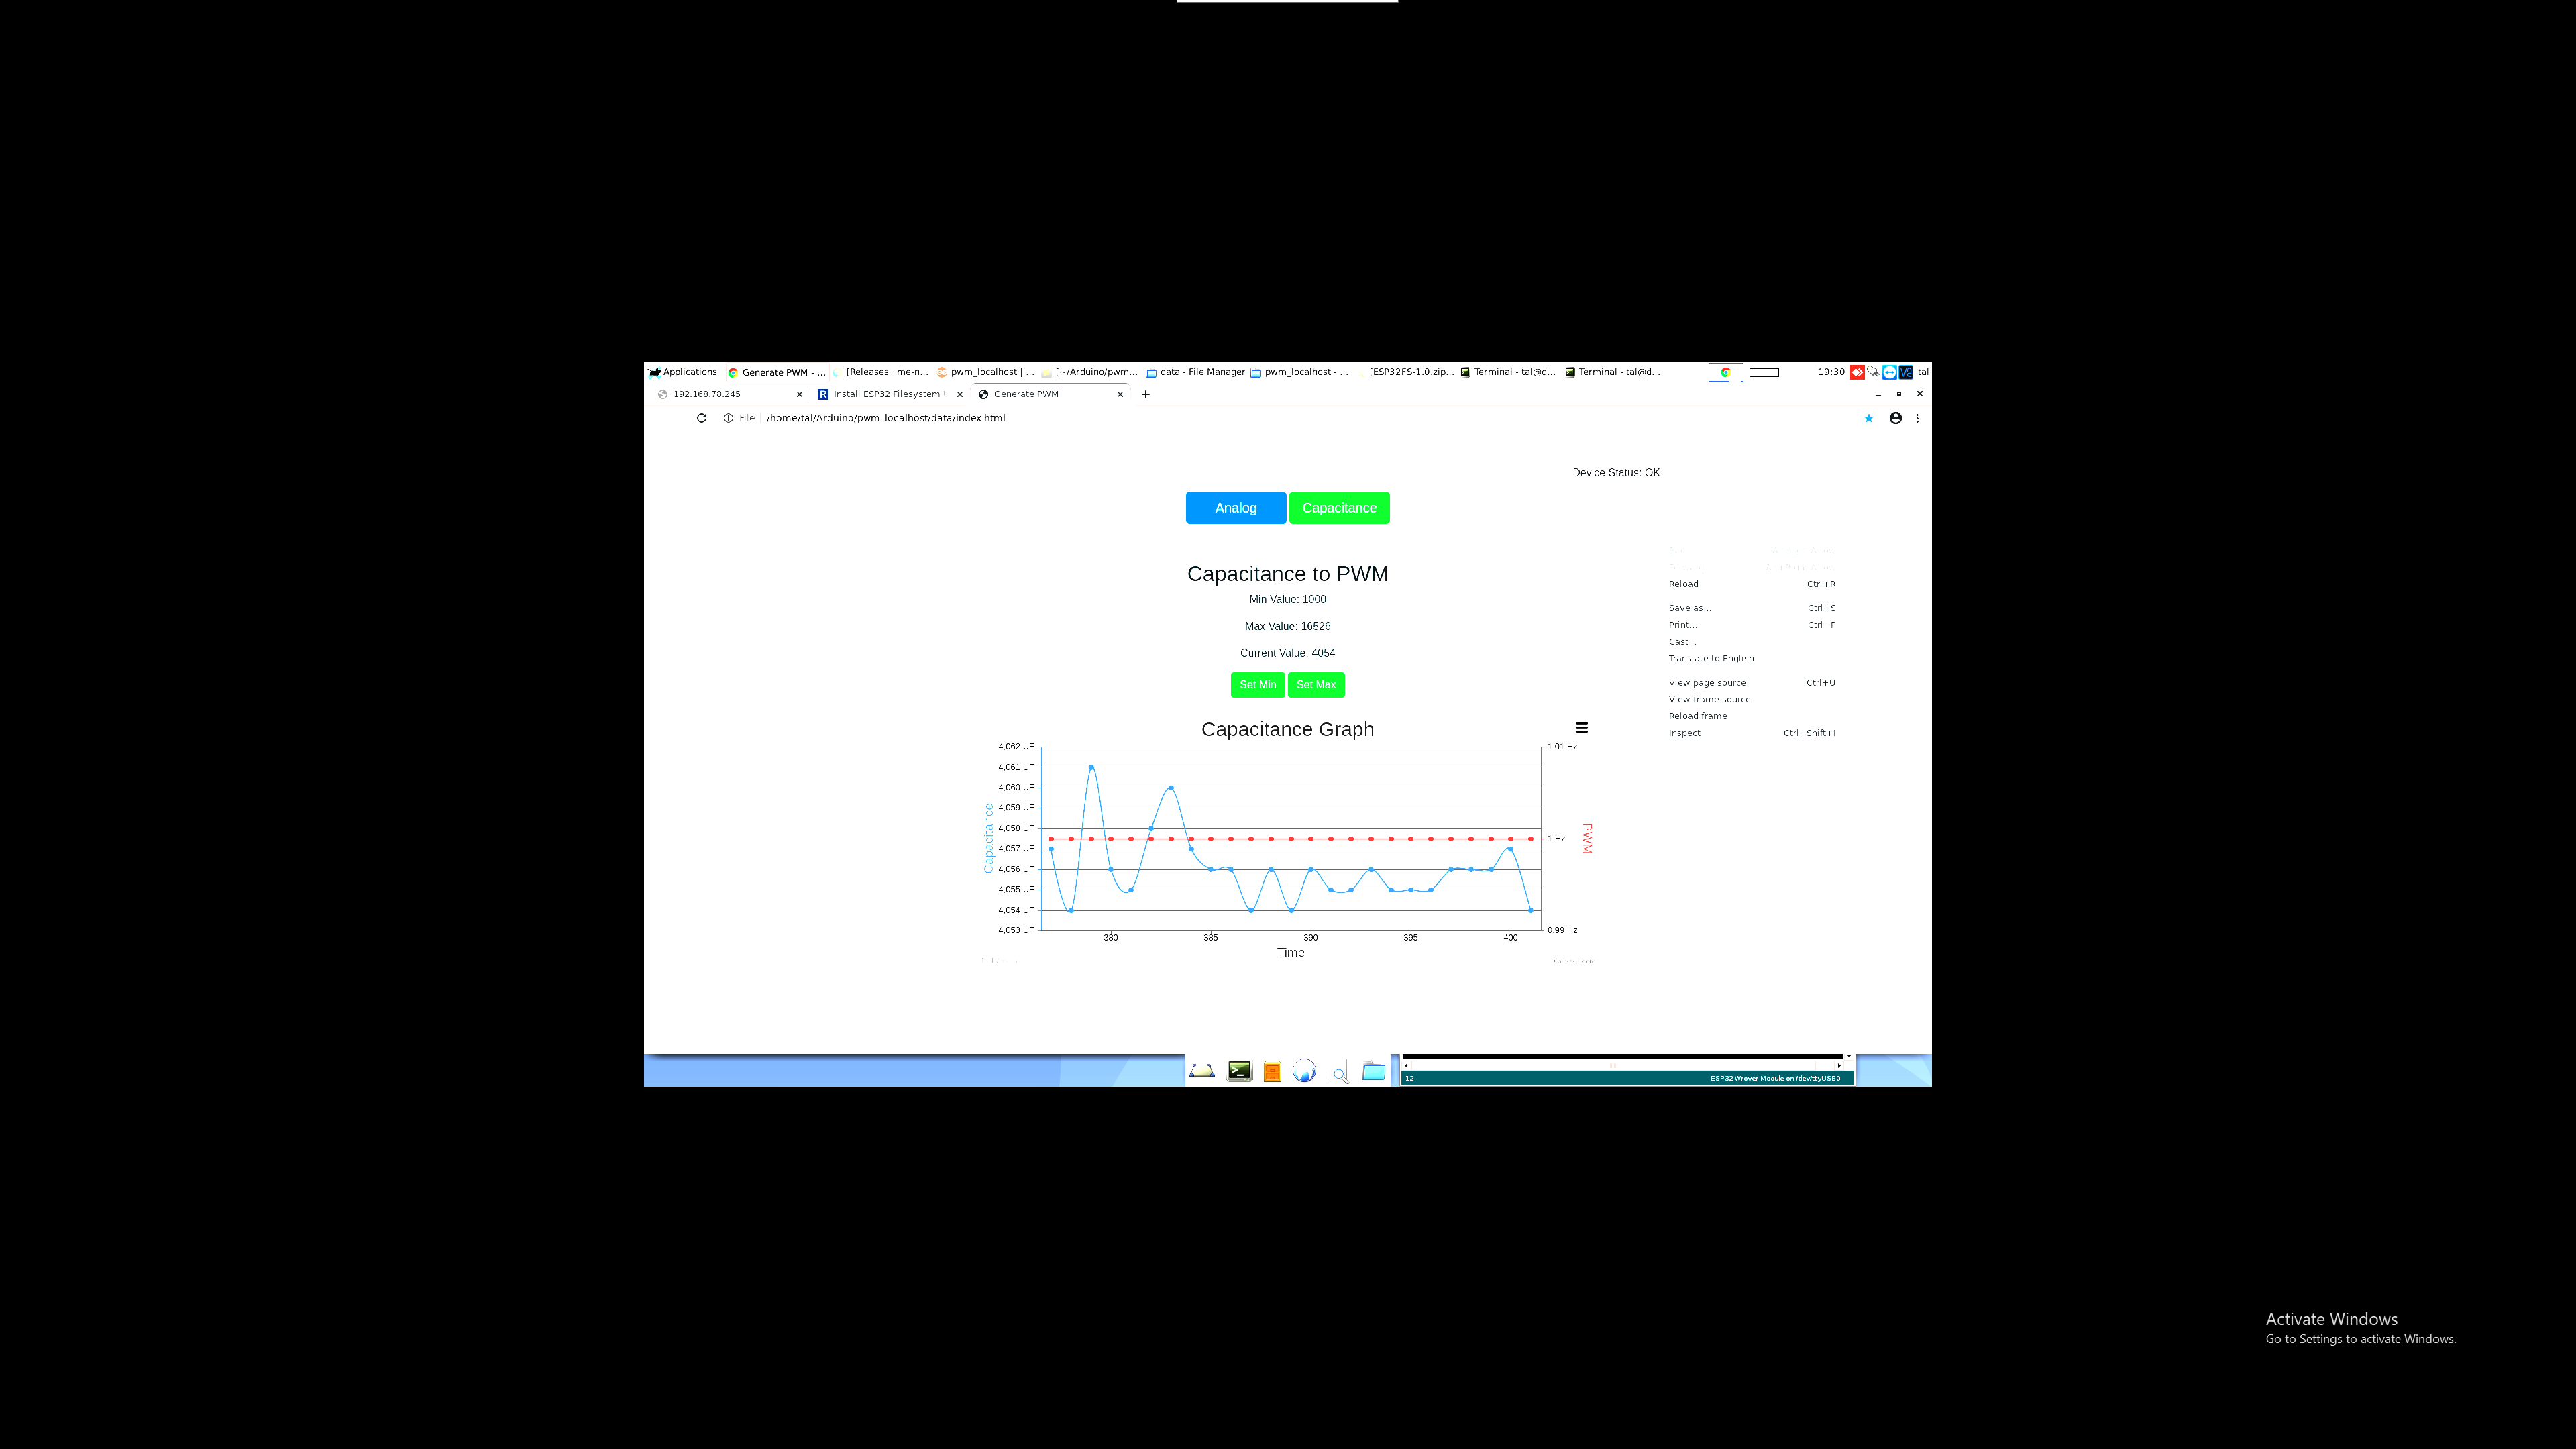 Applications Generate PWM - ... [Releases · me-n... pwm_localhost | ... [~/Arduino/pwm... data - File Manager pwm_localhost - ... [ESP32FS-1.0.zip... Terminal - tal@d... Terminal - tal@d... 19:30 tal
192.168.78.245 Install ESP32 Filesystem Generate PWM
File /home/tal/Arduino/pwm_localhost/data/index.html
Device Status: OK
Analog Capacitance
Capacitance to PWM
Min Value: 1000
Max Value: 16526
Current Value: 4054
Set Min Set Max
Reload Ctrl+R
Save as... Ctrl+S
Print... Ctrl+P
Cast...
Translate to English
View page source Ctrl+U
View frame source
Reload frame
Inspect Ctrl+Shift+I
Capacitance Graph
4,062 UF 1.01 Hz
4,061 UF
4,060 UF
4,059 UF
4,058 UF
1 Hz
4,057 UF
4,056 UF
4,055 UF
4,054 UF
4,053 UF 0.99 Hz
Capacitance
PWM
380 385 390 395 400
Time
12 ESP32 Wrover Module on /dev/ttyUSB0
Activate Windows
Go to Settings to activate Windows.